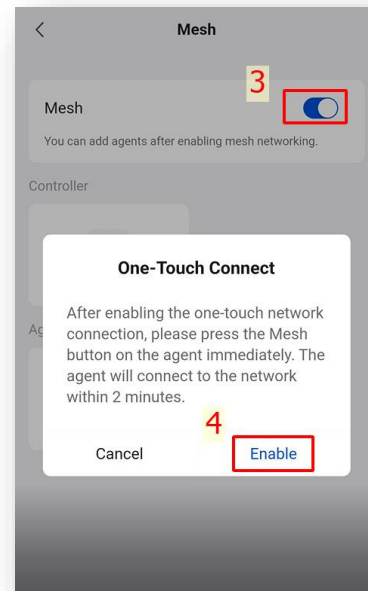 Mesh
3
Mesh
You can add agents after enabling mesh networking.
Controller
One-Touch Connect
Ag
After enabling the one-touch network
connection, please press the Mesh
button on the agent immediately. The
agent will connect to the network
within 2 minutes.
4
Cancel
Enable